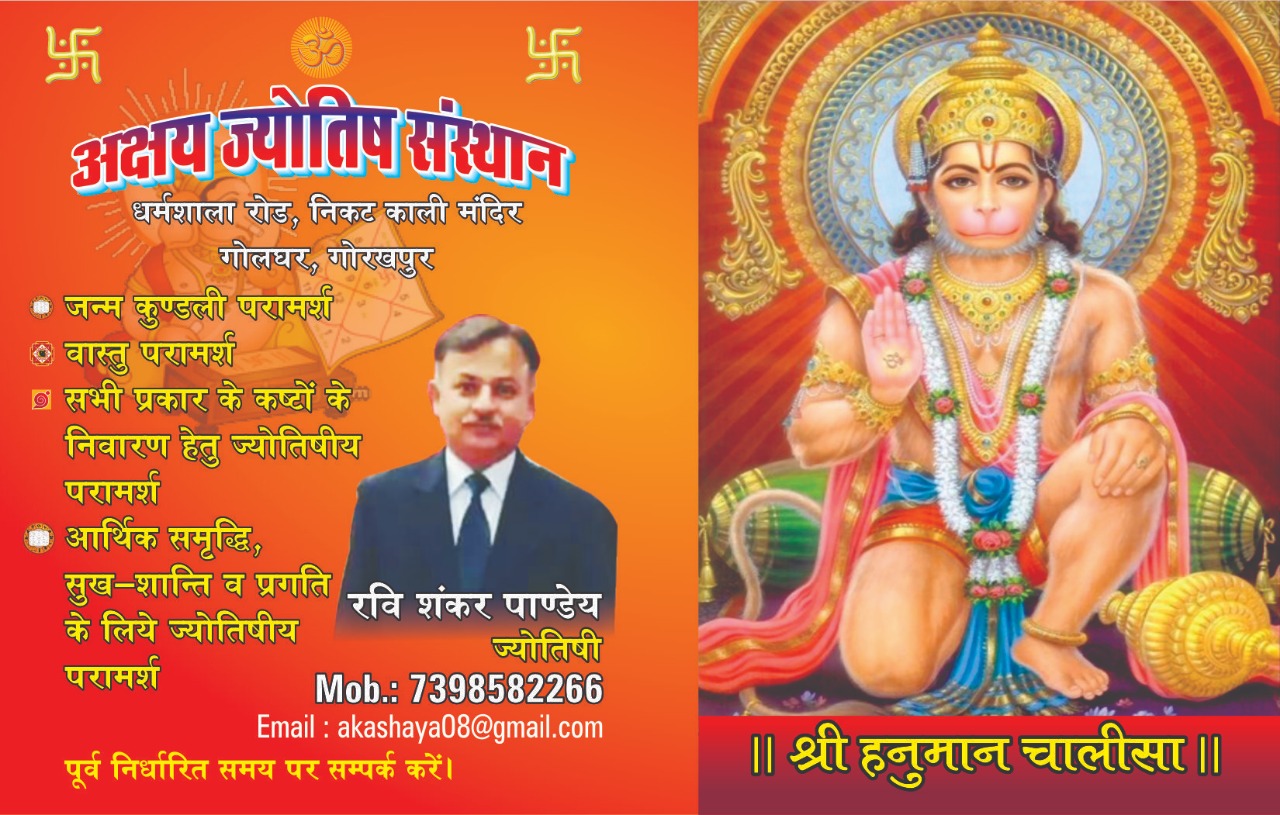 ॐ
अक्षय ज्योतिष संस्थान
धर्मशाला रोड, निकट काली मंदिर
गोलघर, गोरखपुर
जन्म कुण्डली परामर्श
वास्तु परामर्श
सभी प्रकार के कष्टों के
निवारण हेतु ज्योतिषीय
परामर्श
आर्थिक समृद्धि,
सुख–शान्ति व प्रगति
के लिये ज्योतिषीय
परामर्श
रवि शंकर पाण्डेय
ज्योतिषी
Mob.: 7398582266
Email : akashaya08@gmail.com
पूर्व निर्धारित समय पर सम्पर्क करें।
ॐ
|| श्री हनुमान चालीसा ||